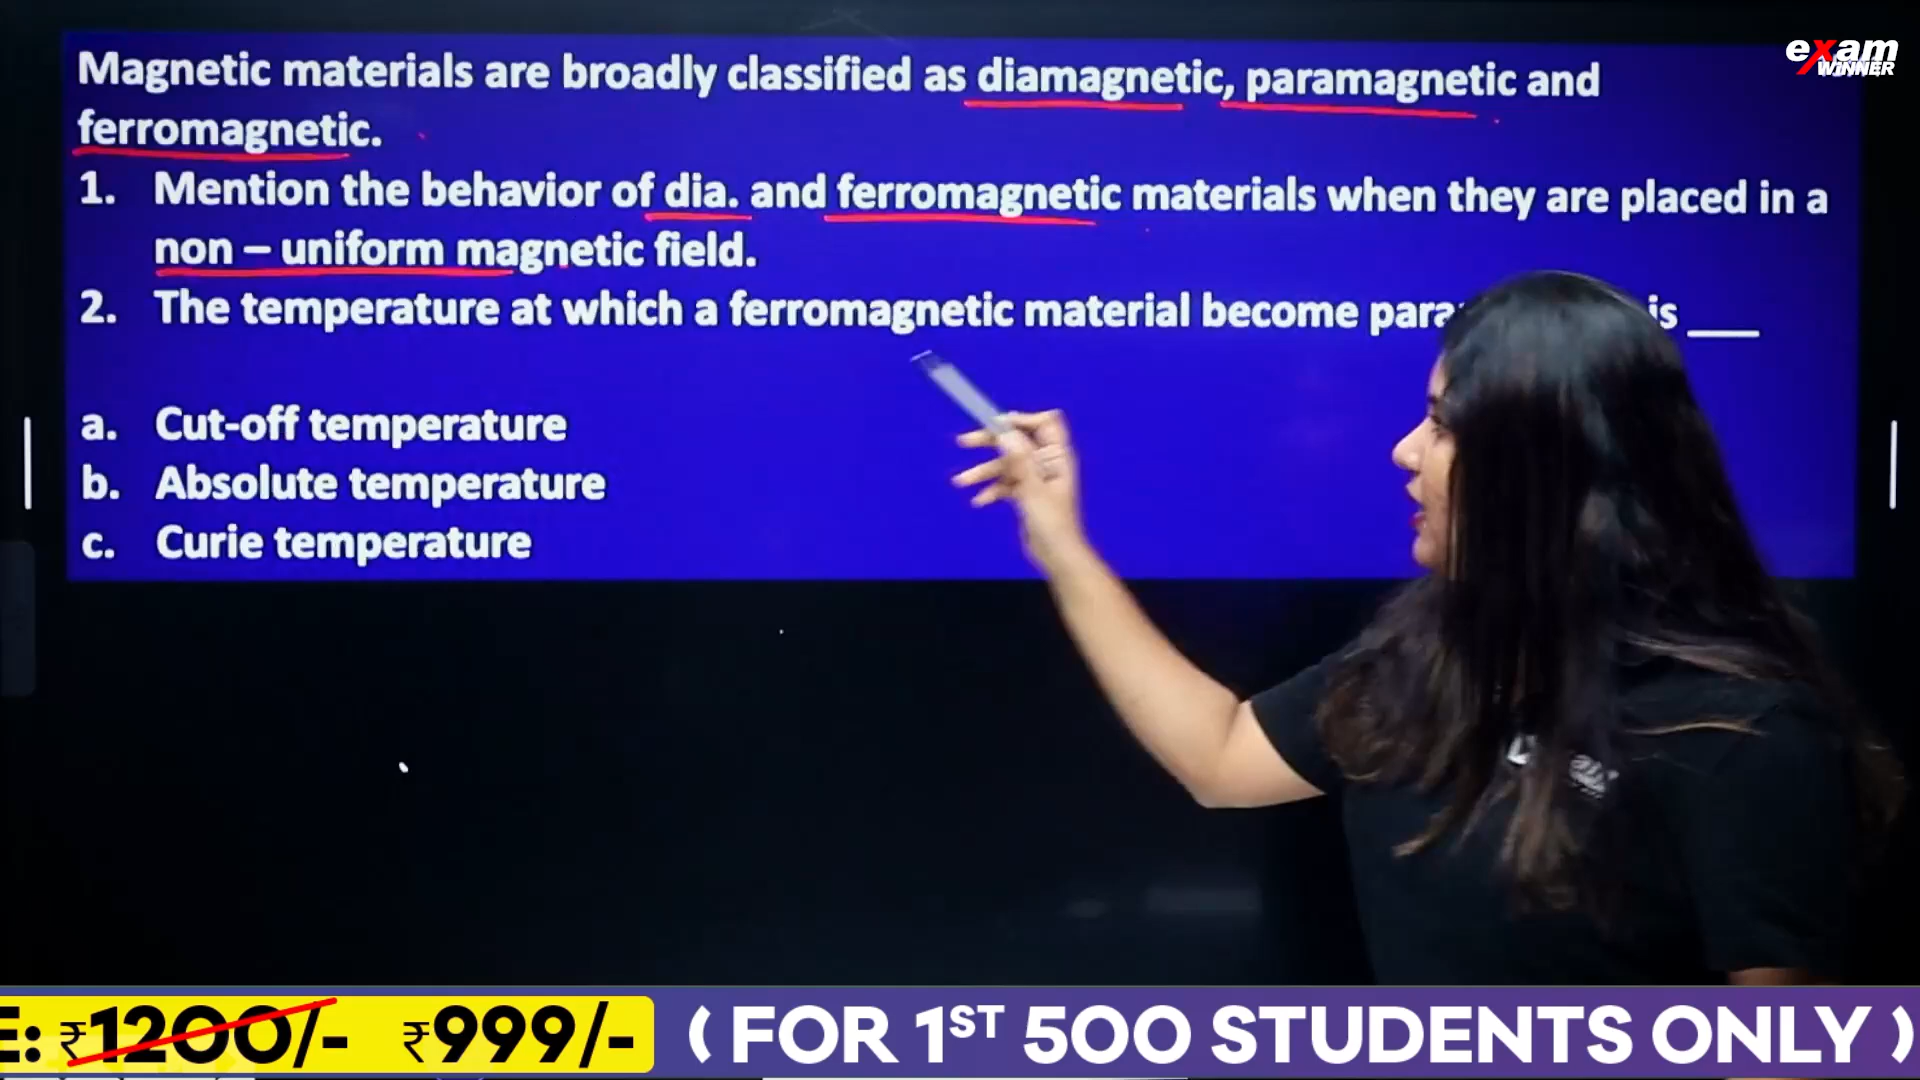 exam
WINNER
Magnetic materials are broadly classified as diamagnetic, paramagnetic and
ferromagnetic.
1. Mention the behavior of dia. and ferromagnetic materials when they are placed in a
non – uniform magnetic field.
2. The temperature at which a ferromagnetic material become para is ___
a. Cut-off temperature
b. Absolute temperature
c. Curie temperature
E: ₹1200/- ₹999/- ( FOR 1ST 500 STUDENTS ONLY )